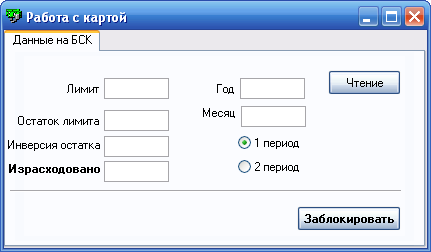 Работа с картой
Данные на БСК
Лимит
Год
Чтение
Остаток лимита
Месяц
Инверсия остатка
1 период
Израсходовано
2 период
Заблокировать